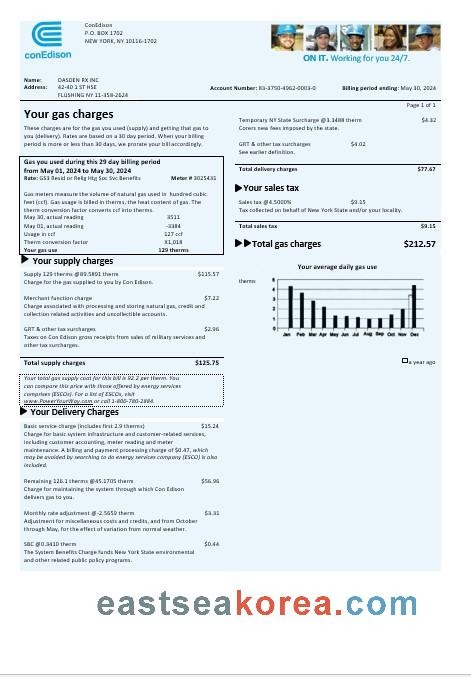 ConEdison
P.O. BOX 1702
NEW YORK, NY 10116-1702
conEdison
ON IT. Working for you 24/7.
Name: DASDEN RX INC
Address: 42-40 1 ST HSE
FLUSHING NY 11-358-2624
Account Number: 83-3750-4962-0003-0
Billing period ending: May 30, 2024
Page 1 of 1
Your gas charges
These charges are for the gas you used (supply) and getting that gas to
you (delivery). Rates are based on a 30 day period. When your billing
period is more or less than 30 days, we prorate your bill accordingly.
Gas you used during this 29 day billing period
from May 01, 2024 to May 30, 2024
Rate: GS3 Resid or Relig Htg Soc Svc Benefits Meter # 3025431
Gas meters measure the volume of natural gas used in hundred cubic
feet (ccf). Gas usage is billed in therms, the heat content of gas. The
therm conversion factor converts ccf into therms.
May 30, actual reading 3511
May 01, actual reading -3384
Usage in ccf 127 ccf
Therm conversion factor X1,018
Your gas use 129 therms
Your supply charges
Supply 129 therms @89.5891 therm $115.57
Charge for the gas supplied to you by Con Edison.
Merchant function charge $7.22
Charge associated with processing and storing natural gas, credit and
collection related activities and uncollectible accounts.
GRT & other tax surcharges $2.96
Taxes on Con Edison gross receipts from sales of military services and
other tax surcharges.
Total supply charges $125.75
Your total gas supply cost for this bill is 92.2 per therm. You
can compare this price with those offered by energy services
comprises (ESCOs). For a list of ESCOs, visit
www.PowerYourWay.com or call 1-800-780-2884.
Your Delivery Charges
Basic service charge (includes first 2.9 therms) $15.24
Charge for basic system infrastructure and customer-related services,
including customer accounting, meter reading and meter
maintenance. A billing and payment processing charge of $0.47, which
may be avoided by searching to do energy services company (ESCO) is also
included.
Remaining 126.1 therms @45.1705 therm $56.96
Charge for maintaining the system through which Con Edison
delivers gas to you.
Monthly rate adjustment @-2.5659 therm $3.31
Adjustment for miscellaneous costs and credits, and from October
through May, for the effect of variation from normal weather.
SBC @0.3410 therm $0.44
The System Benefits Charge funds New York State environmental
and other related public policy programs.
Temporary NY State Surcharge @3.3488 therm $4.32
Corers new fees imposed by the state.
GRT & other tax surcharges $4.02
See earlier definition.
Total delivery charges $77.67
Your sales tax
Sales tax @4.5000% $9.15
Tax collected on behalf of New York State and/or your locality.
Total sales tax $9.15
Total gas charges $212.57
Your average daily gas use
therms
5
4
3
2
1
0
Jan Feb Mar Apr May Jun Jul Aug Oct Nov Dec
a year ago
eastseakorea.com